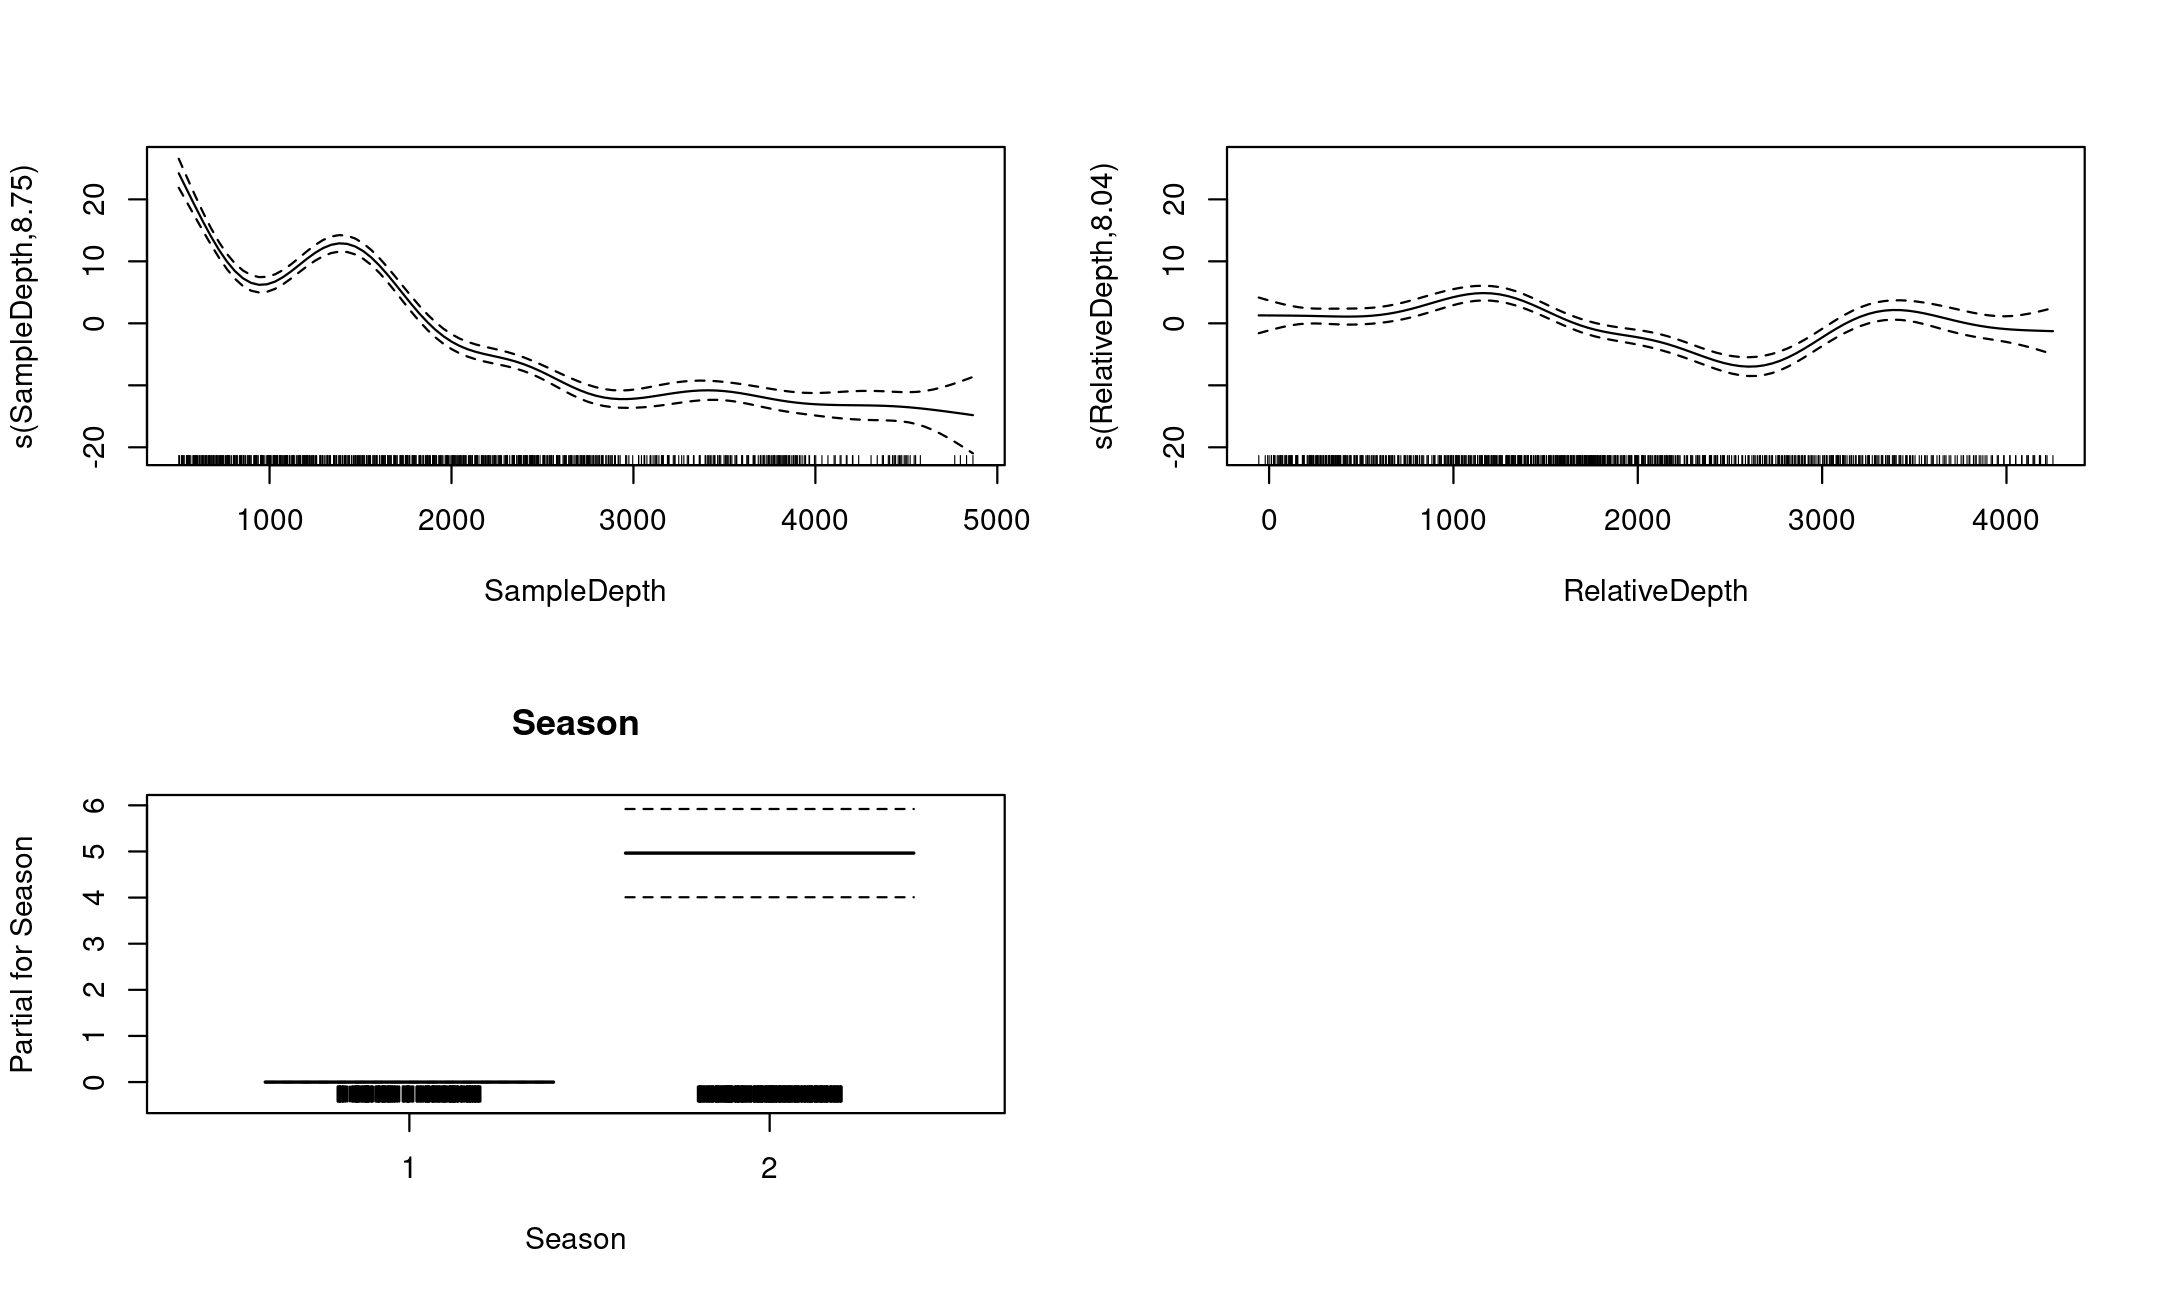 s(SampleDepth,8.75)
20
10
0
-20
1000 2000 3000 4000 5000
SampleDepth
s(RelativeDepth,8.04)
20
10
0
-20
0 1000 2000 3000 4000
RelativeDepth
Season
Partial for Season
6
5
4
3
2
1
0
1 2
Season